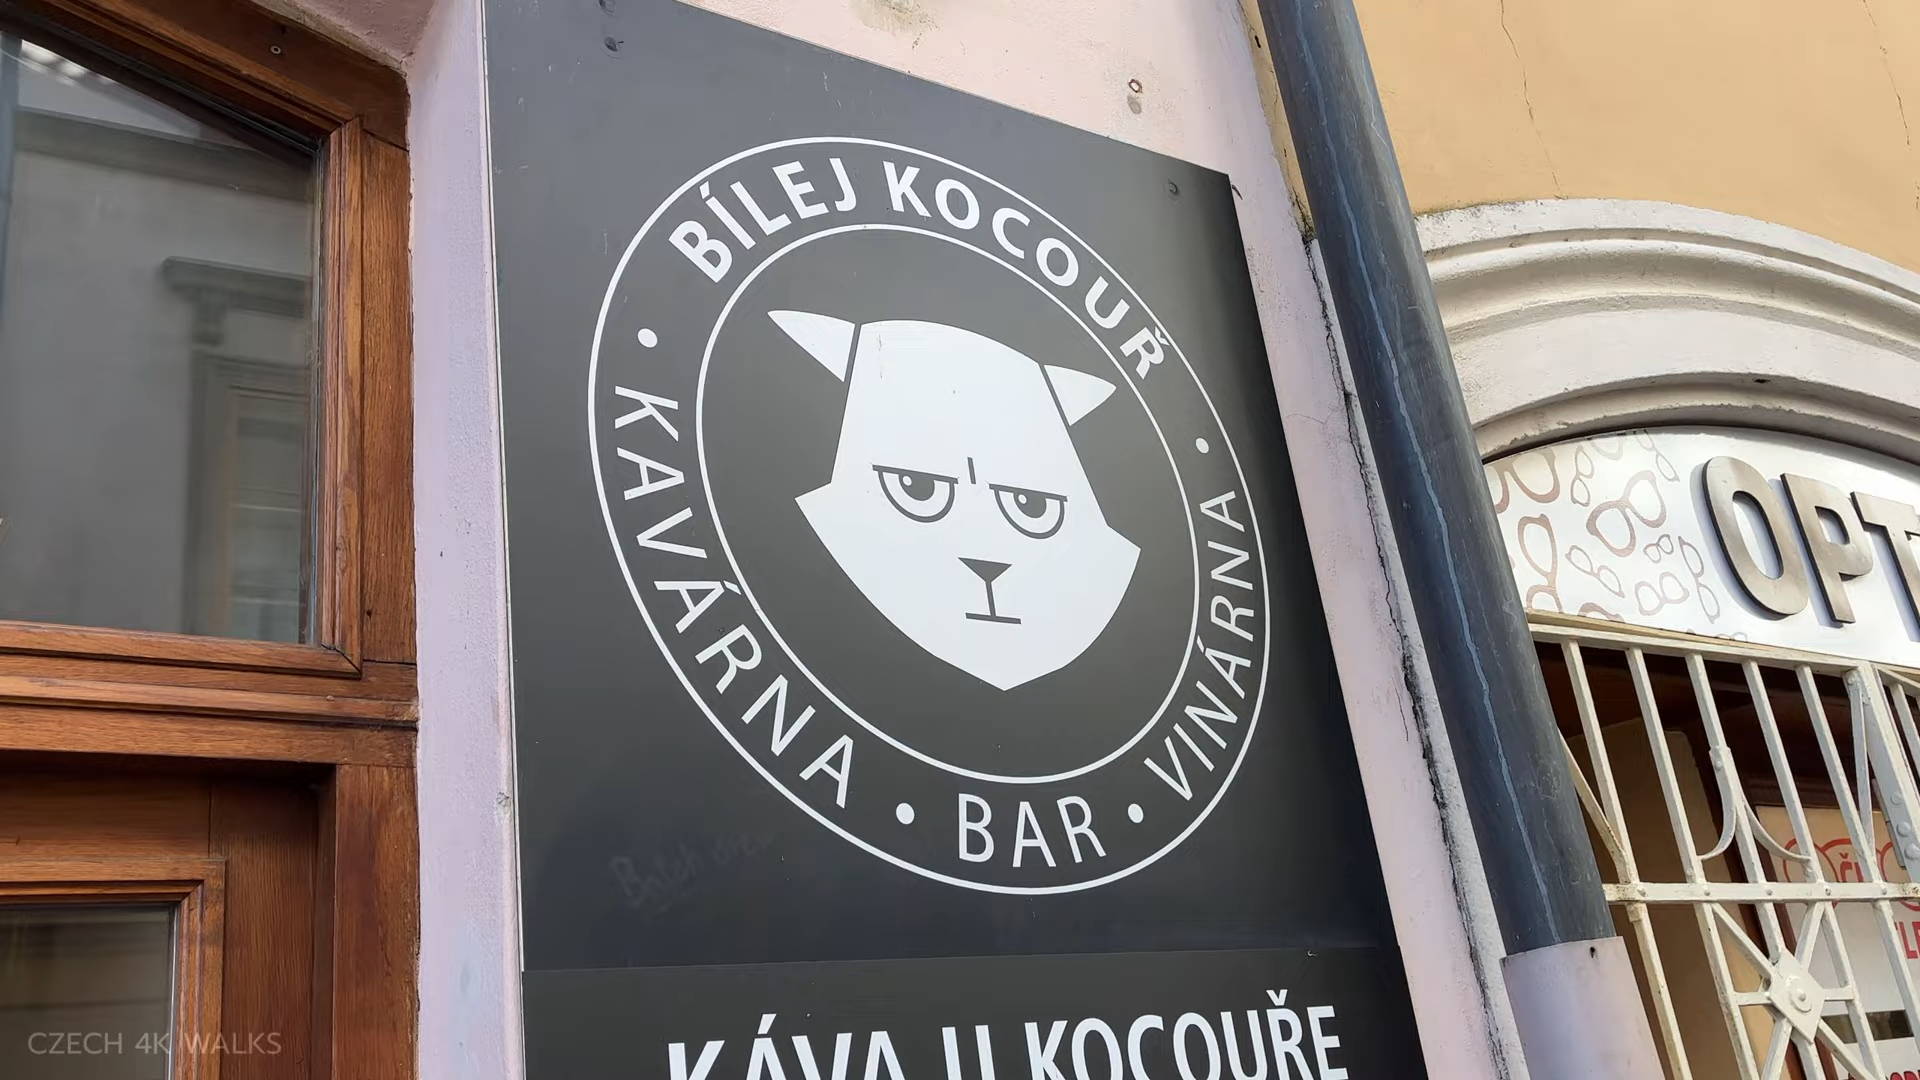 BÍLEJ KOCOUŘ
KAVÁRNA • BAR • VINÁRNA
KÁVA U KOCOUŘE
OPT
CZECH 4K WALKS